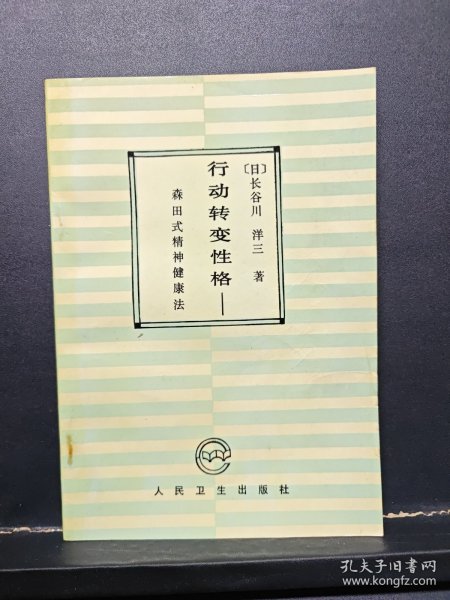 〔日〕长谷川 洋三 著
行动转变性格—
森田式精神健康法
人民卫生出版社
孔夫子旧书网
www.kongfz.com